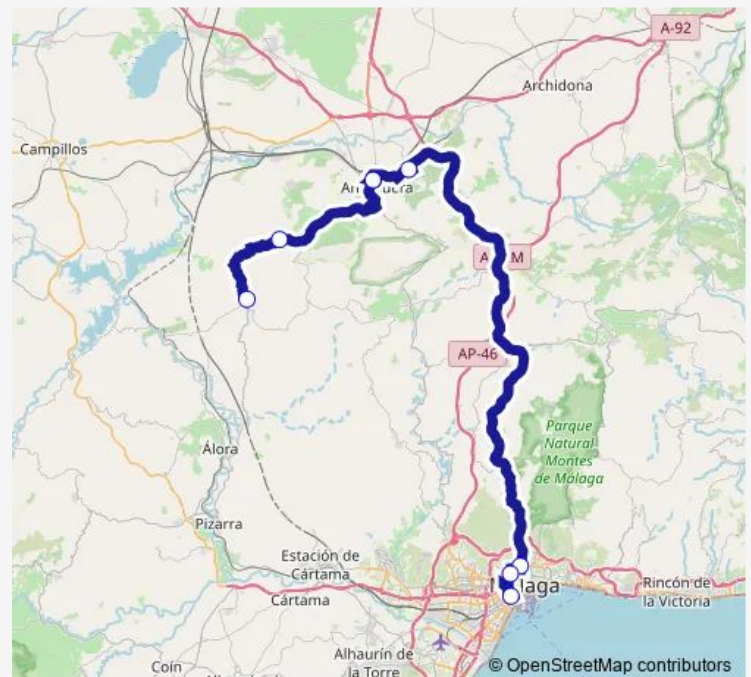 A-92
Archidona
Campillos
AP-46
Parque
Natural
Montes
de Málaga
Álora
Pizarra
Estación de
Cártama
Cártama
Rincón de
la Victoria
Alhaurín de
la Torre
Coín
© OpenStreetMap contributors